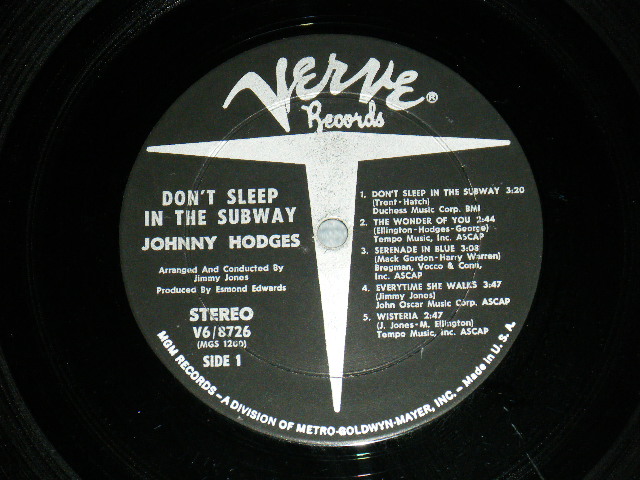 VERVE®
Records
DON'T SLEEP
IN THE SUBWAY
JOHNNY HODGES
Arranged And Conducted By
Jimmy Jones
Produced By Esmond Edwards
STEREO
V6/8726
SIDE 1
1. DON'T SLEEP IN THE SUBWAY 3:20
(Trent-Hatch)
Duchess Music Corp. BMI
2. THE WONDER OF YOU 2:44
(Ellington-Hodges-George)
Tempo Music, Inc. ASCAP
3. SERENADE IN BLUE 3:08
(Mack Gordon-Harry Warren)
Bregman, Vocco & Conn,
Inc. ASCAP
4. EVERYTIME SHE WALKS 3:47
(Jimmy Jones)
John Oscar Music Corp. ASCAP
5. WISTERIA 2:47
(J. Jones-M. Ellington)
Tempo Music, Inc. ASCAP
MGM RECORDS—A DIVISION OF METRO-GOLDWYN-MAYER, INC.—Made in U.S.A.